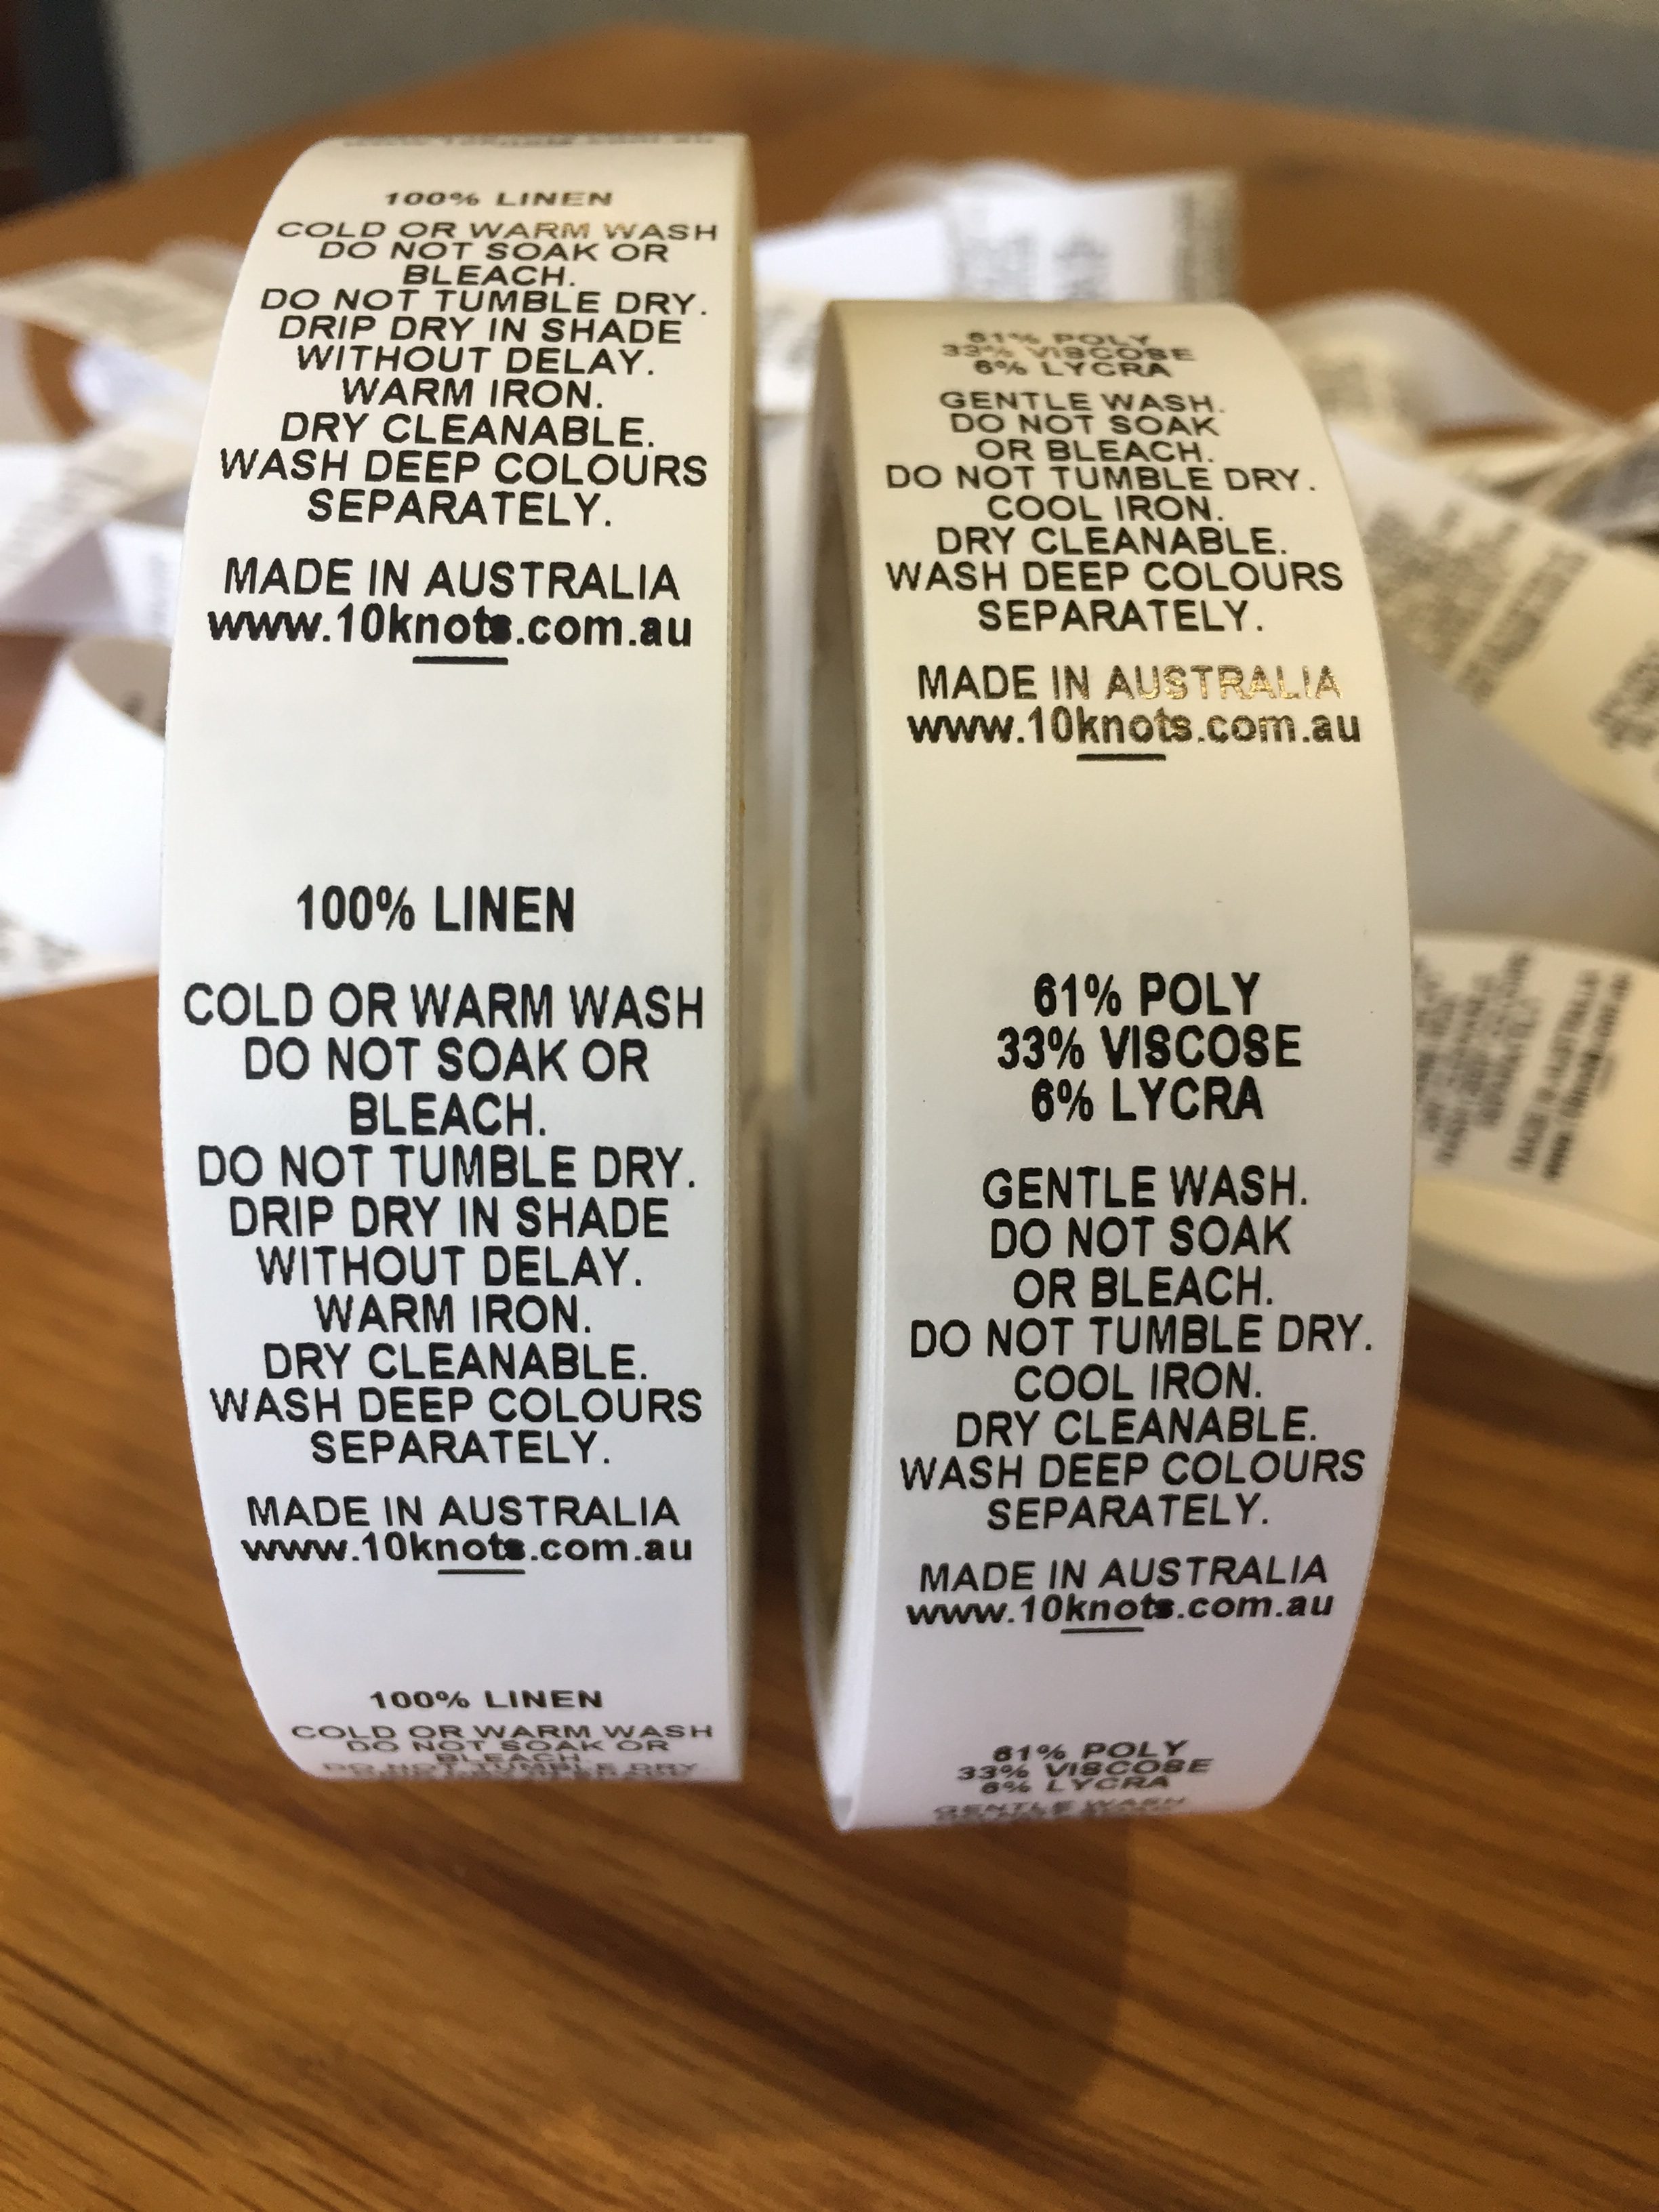 100% LINEN
COLD OR WARM WASH
DO NOT SOAK OR
BLEACH.
DO NOT TUMBLE DRY.
DRIP DRY IN SHADE
WITHOUT DELAY.
WARM IRON.
DRY CLEANABLE.
WASH DEEP COLOURS
SEPARATELY.
MADE IN AUSTRALIA
www.10knots.com.au
100% LINEN
COLD OR WARM WASH
DO NOT SOAK OR
BLEACH.
DO NOT TUMBLE DRY.
DRIP DRY IN SHADE
WITHOUT DELAY.
WARM IRON.
DRY CLEANABLE.
WASH DEEP COLOURS
SEPARATELY.
MADE IN AUSTRALIA
www.10knots.com.au
100% LINEN
COLD OR WARM WASH
DO NOT SOAK OR
BLEACH.
DO NOT TUMBLE DRY.
61% POLY
33% VISCOSE
6% LYCRA
GENTLE WASH.
DO NOT SOAK
OR BLEACH.
DO NOT TUMBLE DRY.
COOL IRON.
DRY CLEANABLE.
WASH DEEP COLOURS
SEPARATELY.
MADE IN AUSTRALIA
www.10knots.com.au
61% POLY
33% VISCOSE
6% LYCRA
GENTLE WASH.
DO NOT SOAK
OR BLEACH.
DO NOT TUMBLE DRY.
COOL IRON.
DRY CLEANABLE.
WASH DEEP COLOURS
SEPARATELY.
MADE IN AUSTRALIA
www.10knots.com.au
61% POLY
33% VISCOSE
6% LYCRA
GENTLE WASH.